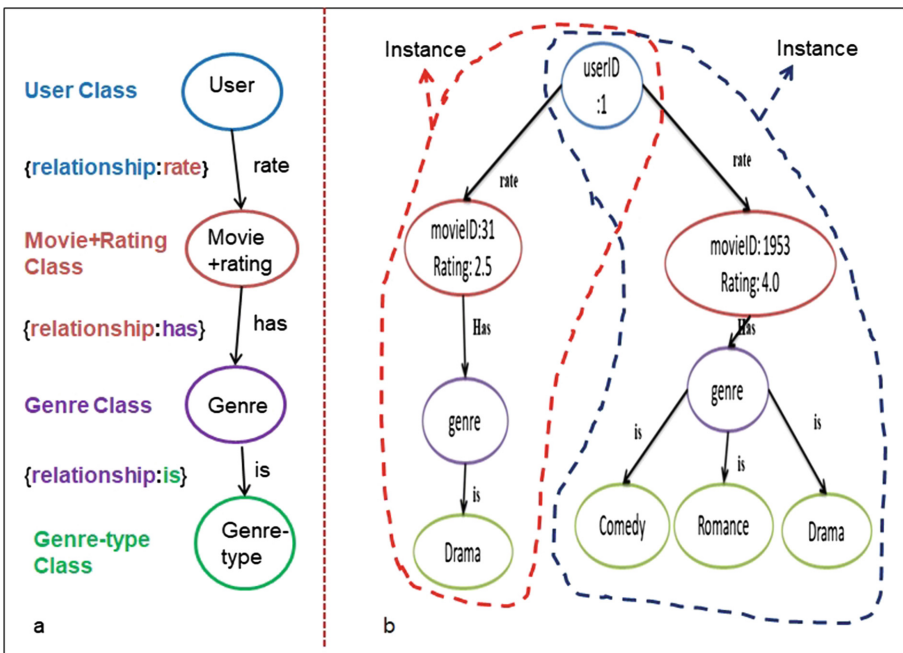 User Class
User
{relationship:rate}
rate
Movie+Rating
Class
Movie
+rating
{relationship:has}
has
Genre Class
Genre
{relationship:is}
is
Genre-type
Class
Genre-
type
a
Instance
Instance
userID
:1
rate
rate
movieID:31
Rating: 2.5
movieID: 1953
Rating: 4.0
Has
Has
genre
genre
is
is
is
is
Drama
Comedy
Romance
Drama
b